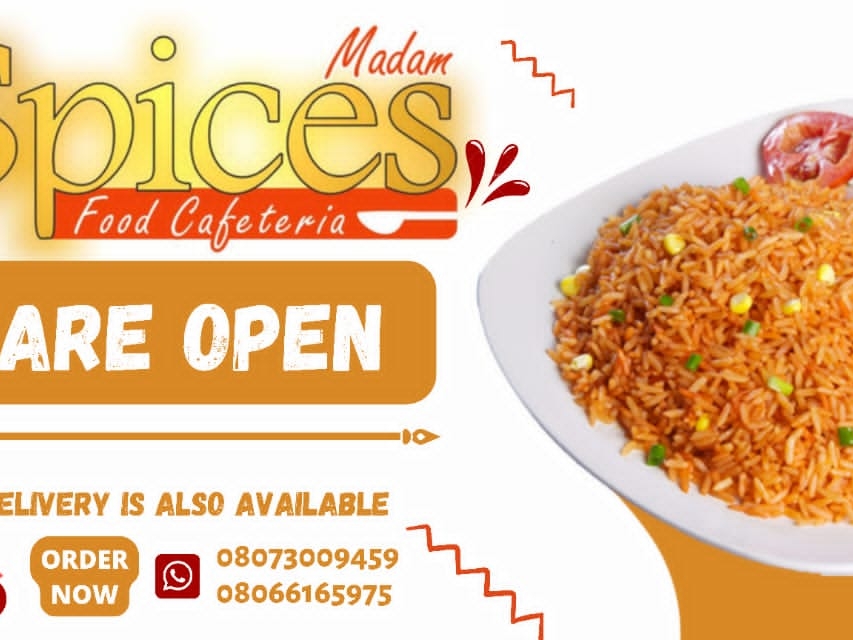 Madam
Spices
Food Cafeteria
ARE OPEN
ELIVERY IS ALSO AVAILABLE
ORDER
NOW
08073009459
08066165975